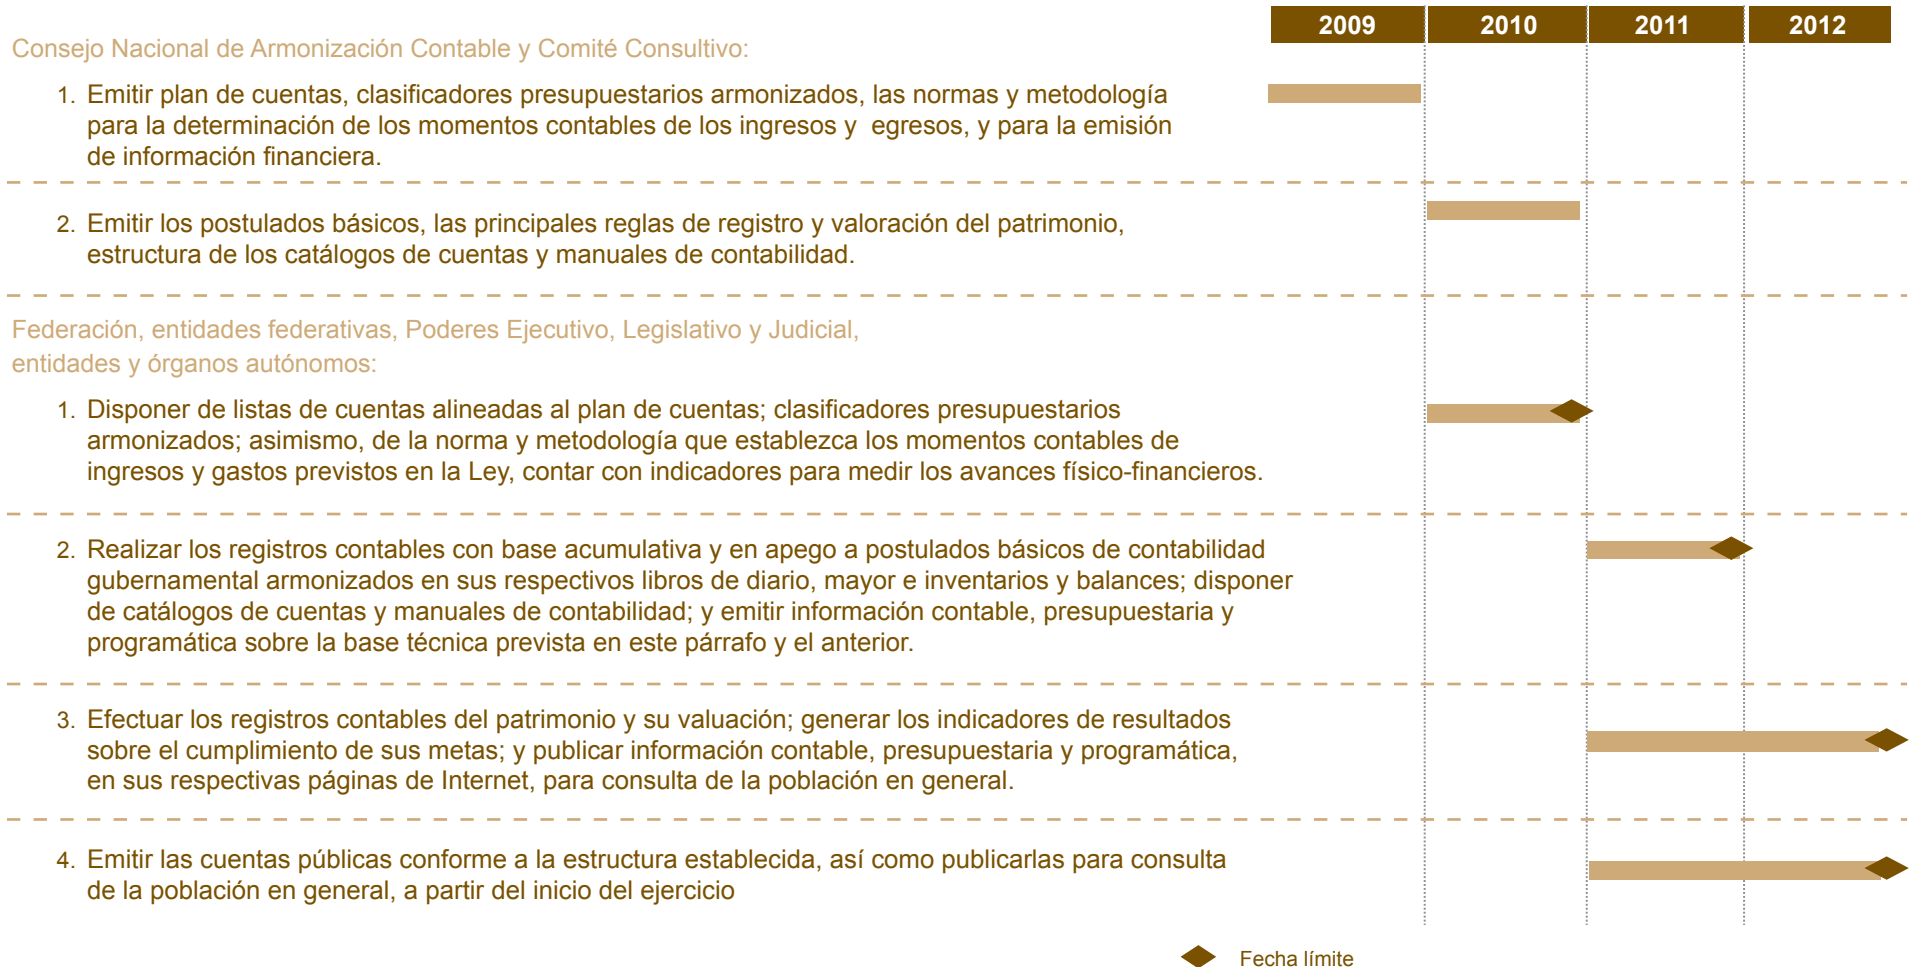 2009 2010 2011 2012
Consejo Nacional de Armonización Contable y Comité Consultivo:
1. Emitir plan de cuentas, clasificadores presupuestarios armonizados, las normas y metodología
para la determinación de los momentos contables de los ingresos y egresos, y para la emisión
de información financiera.
2. Emitir los postulados básicos, las principales reglas de registro y valoración del patrimonio,
estructura de los catálogos de cuentas y manuales de contabilidad.
Federación, entidades federativas, Poderes Ejecutivo, Legislativo y Judicial,
entidades y órganos autónomos:
1. Disponer de listas de cuentas alineadas al plan de cuentas; clasificadores presupuestarios
armonizados; asimismo, de la norma y metodología que establezca los momentos contables de
ingresos y gastos previstos en la Ley, contar con indicadores para medir los avances físico-financieros.
2. Realizar los registros contables con base acumulativa y en apego a postulados básicos de contabilidad
gubernamental armonizados en sus respectivos libros de diario, mayor e inventarios y balances; disponer
de catálogos de cuentas y manuales de contabilidad; y emitir información contable, presupuestaria y
programática sobre la base técnica prevista en este párrafo y el anterior.
3. Efectuar los registros contables del patrimonio y su valuación; generar los indicadores de resultados
sobre el cumplimiento de sus metas; y publicar información contable, presupuestaria y programática,
en sus respectivas páginas de Internet, para consulta de la población en general.
4. Emitir las cuentas públicas conforme a la estructura establecida, así como publicarlas para consulta
de la población en general, a partir del inicio del ejercicio
Fecha límite